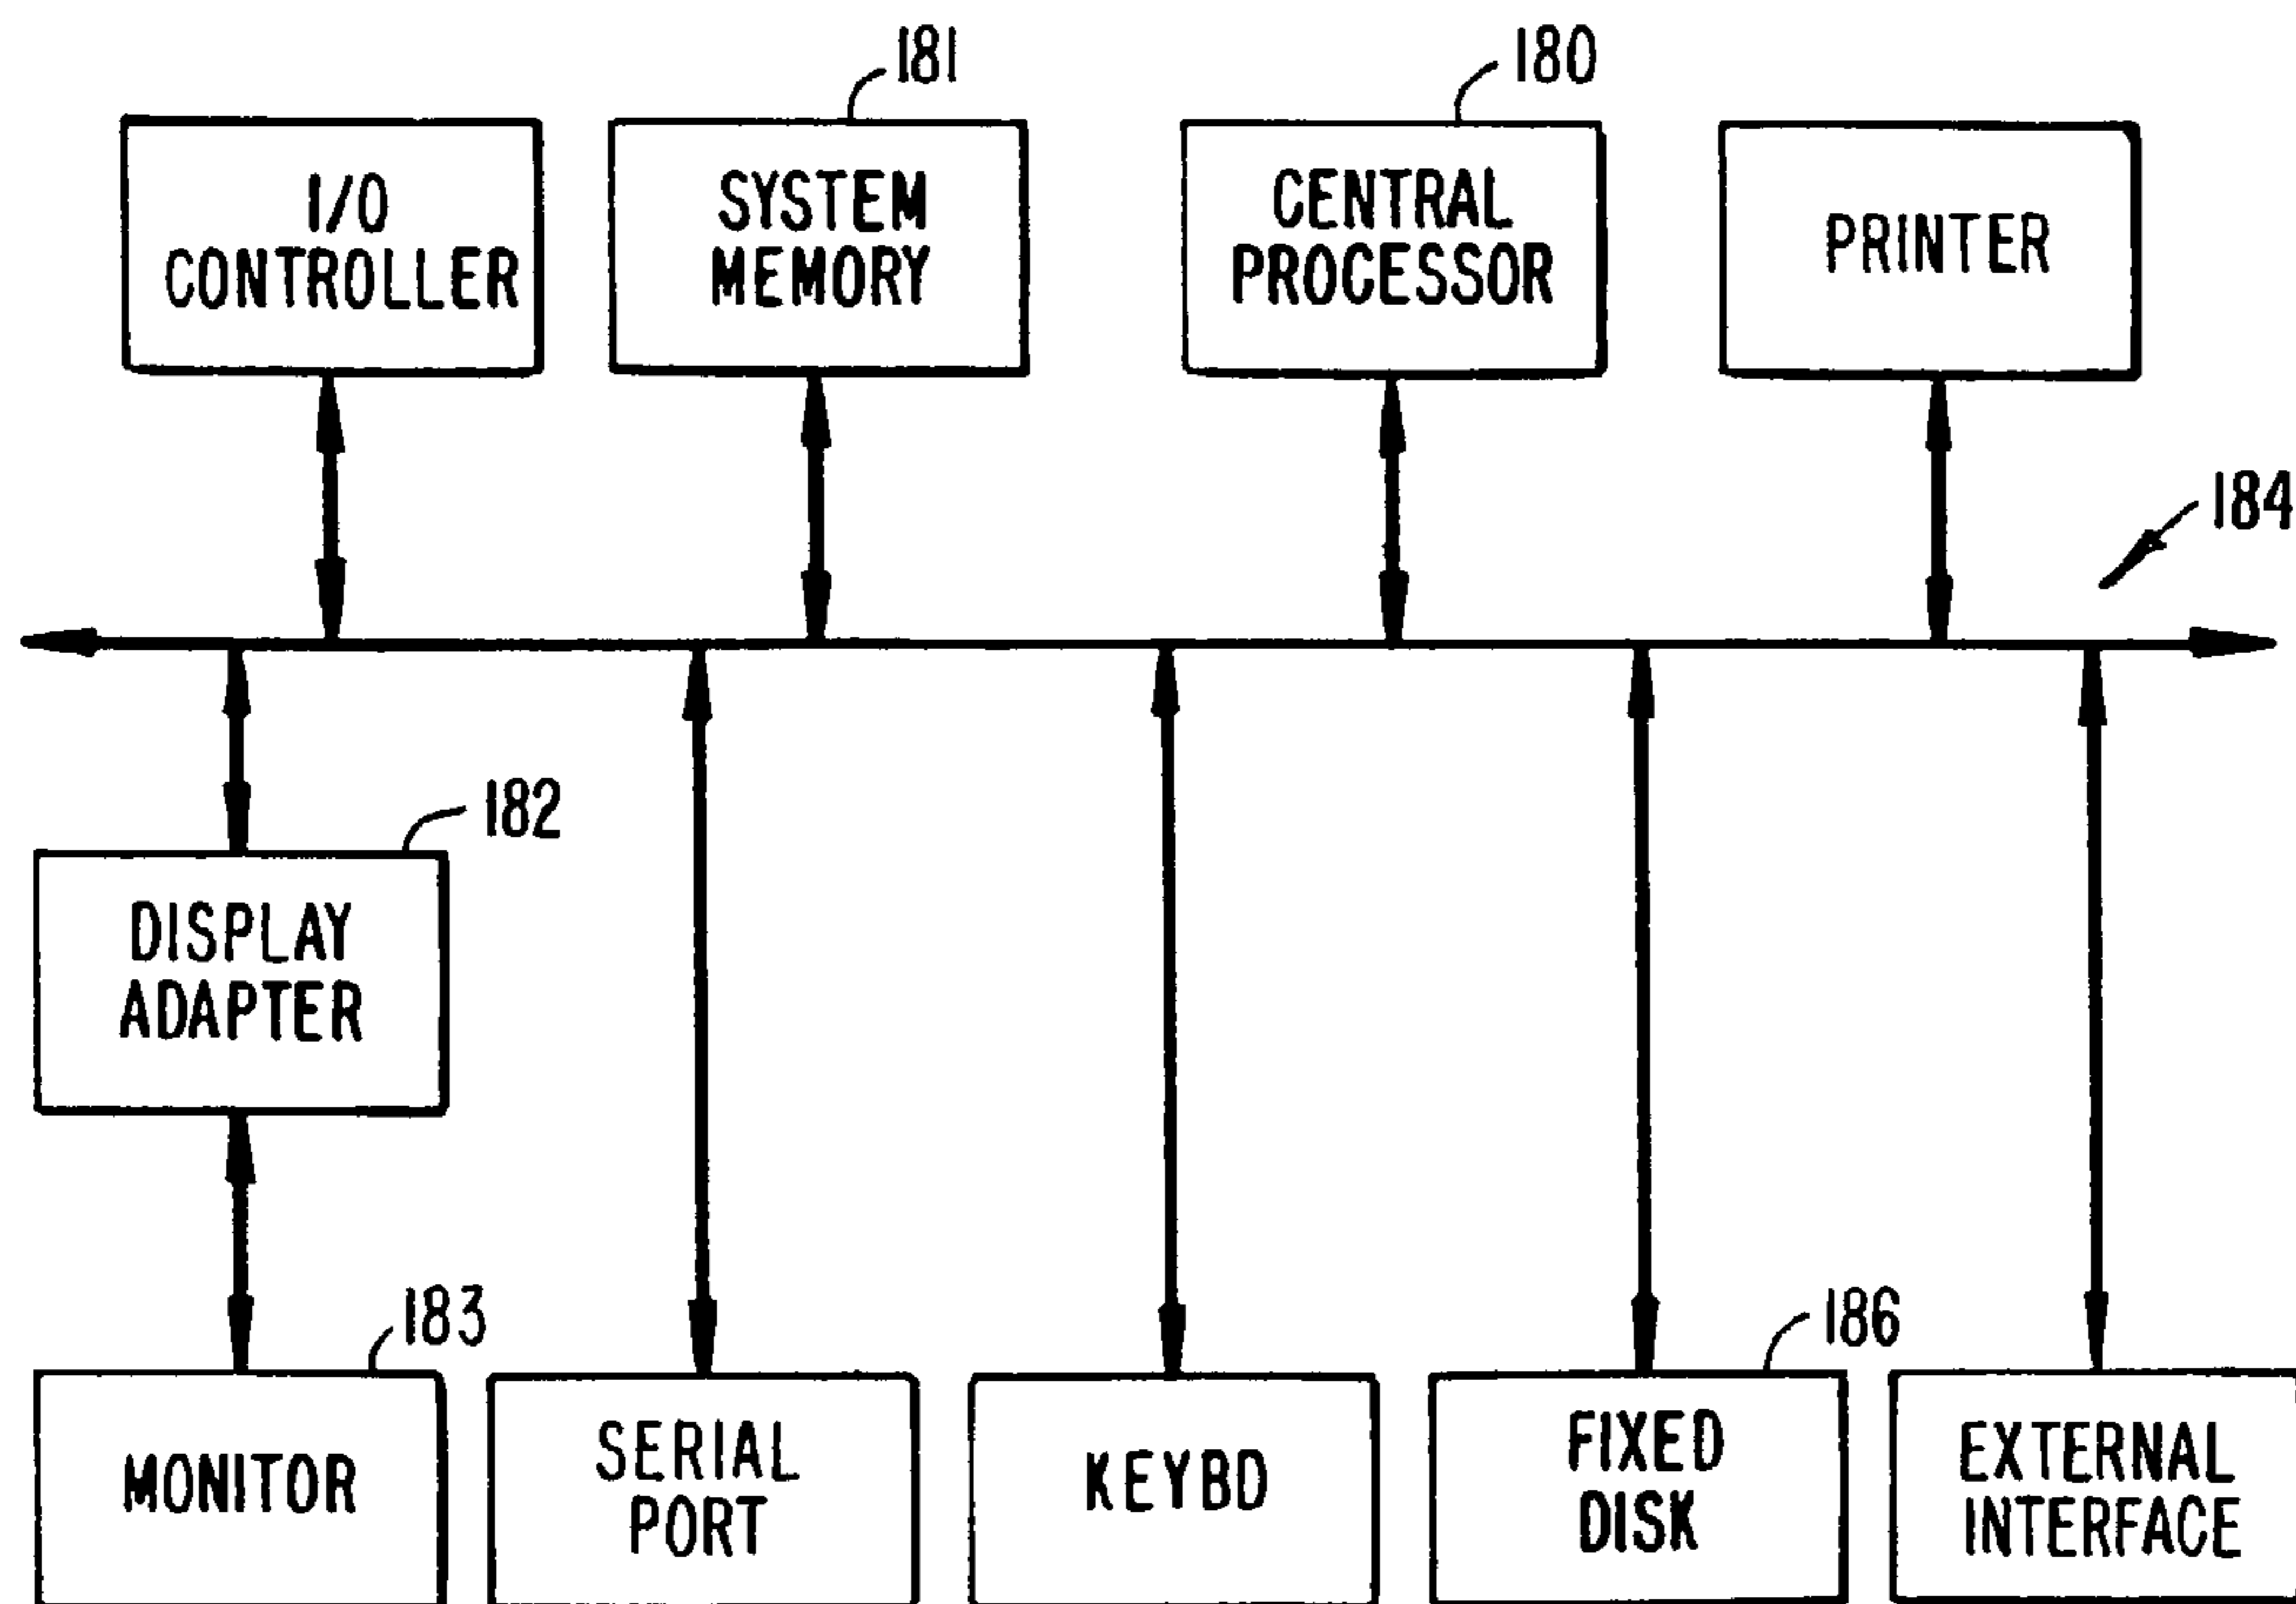 181
180
I/O
CONTROLLER
SYSTEM
MEMORY
CENTRAL
PROCESSOR
PRINTER
184
182
DISPLAY
ADAPTER
183
186
MONITOR
SERIAL
PORT
KEYBD
FIXED
DISK
EXTERNAL
INTERFACE